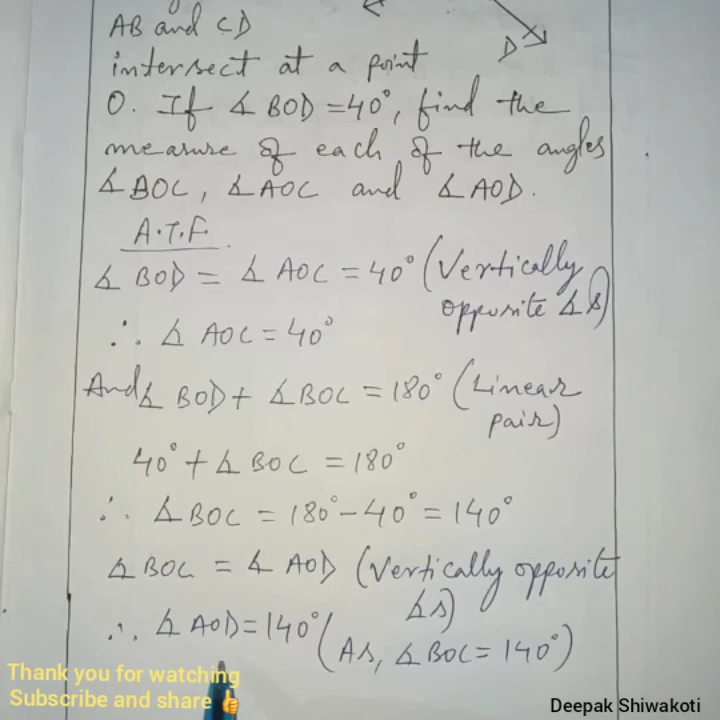 AB and CD
D
intersect at a point
O. If ∡ BOD = 40°, find the
measure of each of the angles
∡ BOC, ∡ AOC and ∡ AOD.
A.T.F.
∡ BOD = ∡ AOC = 40° (Vertically
opposite ∡s)
∴ ∡ AOC = 40°
And ∡ BOD + ∡BOC = 180° (Linear
pair)
40° + ∡ BOC = 180°
∴ ∡ BOC = 180° - 40° = 140°
∡ BOC = ∡ AOD (Vertically opposite
∡s)
∴ ∡ AOD = 140° (As, ∡ BOC = 140°)
Thank you for watching
Subscribe and share 👍
Deepak Shiwakoti